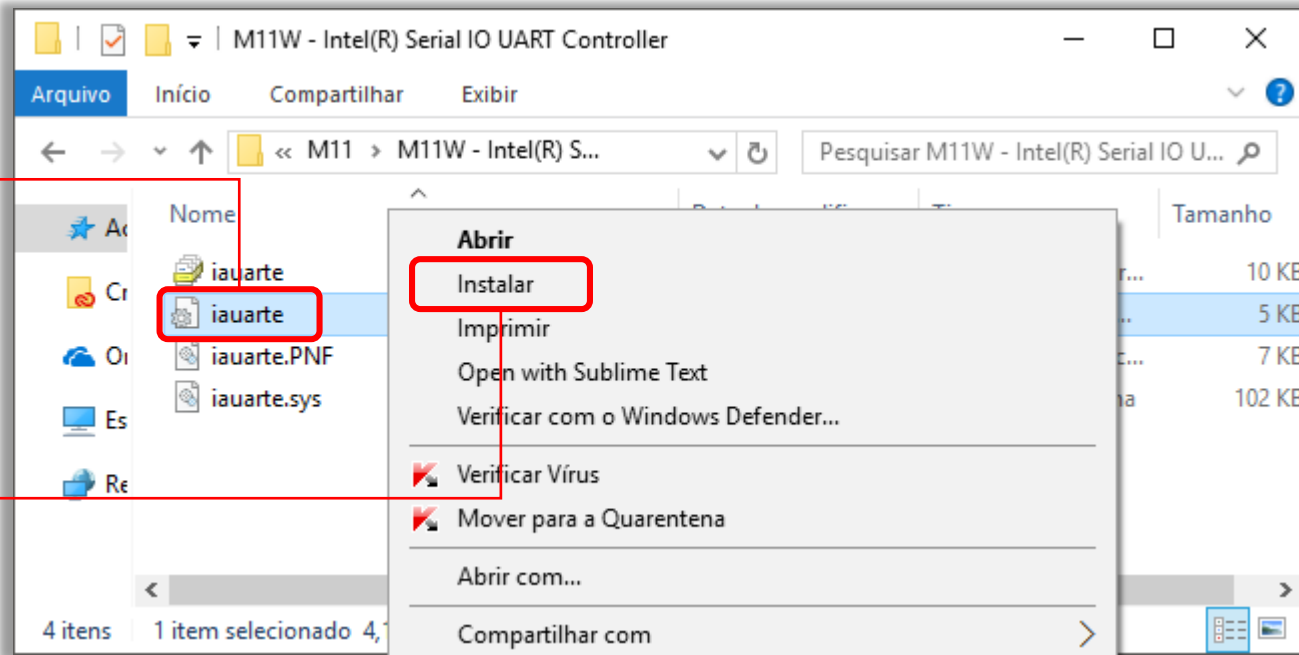 M11W - Intel(R) Serial IO UART Controller
Arquivo Início Compartilhar Exibir
« M11 > M11W - Intel(R) S... Pesquisar M11W - Intel(R) Serial IO U...
Nome Tamanho
iauarte 10 KB
iauarte 5 KB
iauarte.PNF 7 KB
iauarte.sys 102 KB
Abrir
Instalar
Imprimir
Open with Sublime Text
Verificar com o Windows Defender...
Verificar Vírus
Mover para a Quarentena
Abrir com...
Compartilhar com
4 itens 1 item selecionado